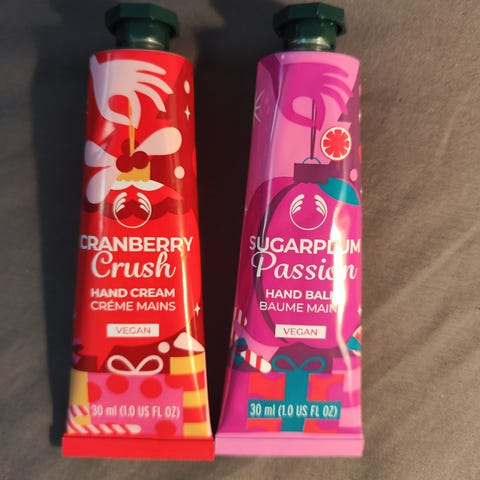 CRANBERRY
Crush
HAND CREAM
CRÈME MAINS
VEGAN
30 ml (1.0 US FL OZ)
SUGARPLUM
Passion
HAND BALM
BAUME MAINS
VEGAN
30 ml (1.0 US FL OZ)